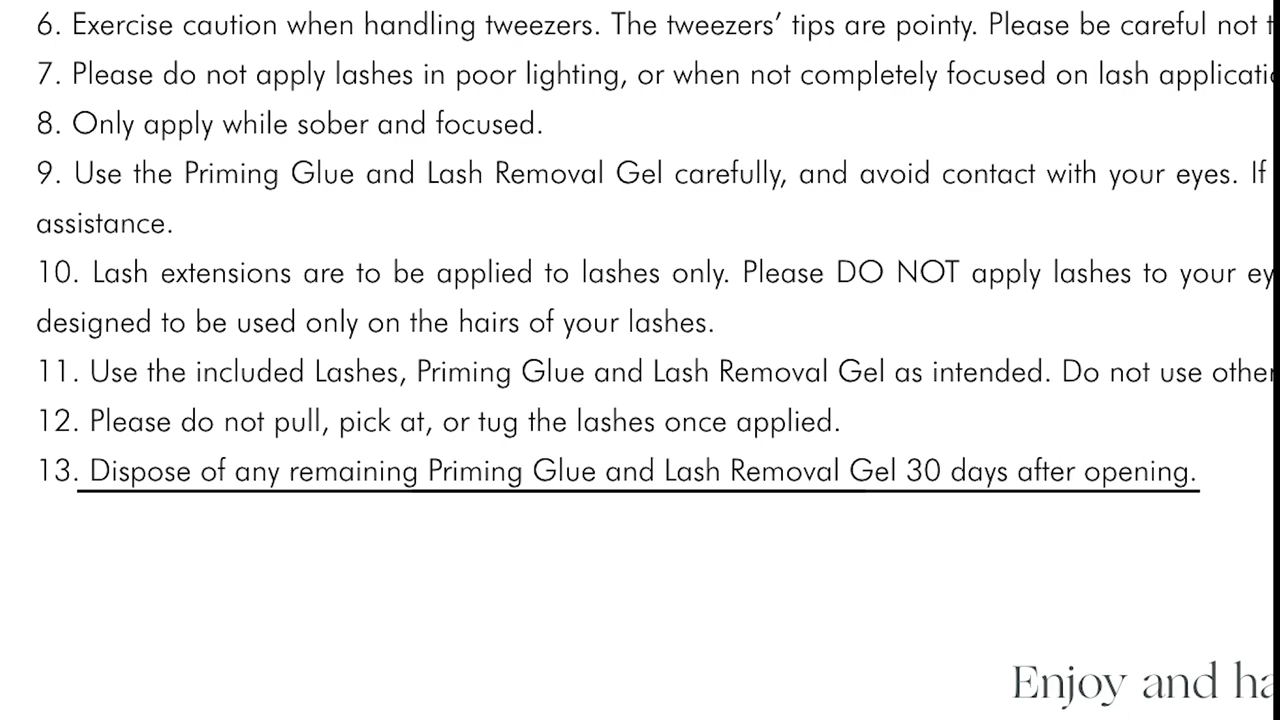 6. Exercise caution when handling tweezers. The tweezers’ tips are pointy. Please be careful not
7. Please do not apply lashes in poor lighting, or when not completely focused on lash
8. Only apply while sober and focused.
9. Use the Priming Glue and Lash Removal Gel carefully, and avoid contact with your eyes. If
assistance.
10. Lash extensions are to be applied to lashes only. Please DO NOT apply lashes to your
designed to be used only on the hairs of your lashes.
11. Use the included Lashes, Priming Glue and Lash Removal Gel as intended. Do not use
12. Please do not pull, pick at, or tug the lashes once applied.
13. Dispose of any remaining Priming Glue and Lash Removal Gel 30 days after opening.
Enjoy and